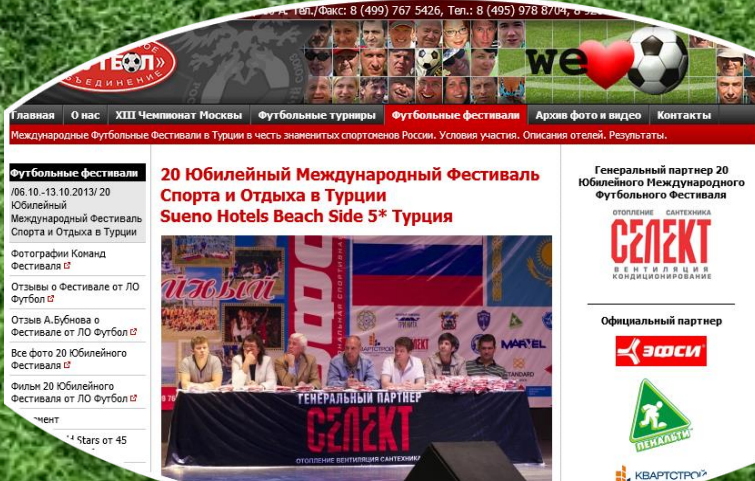 А. Тел./Факс: 8 (499) 767 5426, Тел.: 8 (495) 978 8704,
ФУТБОЛ»
ОБЪЕДИНЕНИЕ
we
Главная О нас XIII Чемпионат Москвы Футбольные турниры Футбольные фестивали Архив фото и видео Контакты
Международные Футбольные Фестивали в Турции в честь знаменитых спортсменов России. Условия участия. Описания отелей. Результаты.
Футбольные фестивали
/06.10.-13.10.2013/ 20
Юбилейный
Международный Фестиваль
Спорта и Отдыха в Турции
Фотографии Команд
Фестиваля
Отзывы о Фестивале от ЛО
Футбол
Отзыв А.Бубнова о
Фестивале от ЛО Футбол
Все фото 20 Юбилейного
Фестиваля
Фильм 20 Юбилейного
Фестиваля от ЛО Футбол
Stars от 45
20 Юбилейный Международный Фестиваль
Спорта и Отдыха в Турции
Sueno Hotels Beach Side 5* Турция
КВАРТСТРОЙ
СЕЛЕКТ
MARVEL
ГЕНЕРАЛЬНЫЙ ПАРТНЕР
СЕЛЕКТ
ОТОПЛЕНИЕ ВЕНТИЛЯЦИЯ САНТЕХНИКА
Генеральный партнер 20
Юбилейного Международного
Футбольного Фестиваля
ОТОПЛЕНИЕ САНТЕХНИКА
СЕЛЕКТ
ВЕНТИЛЯЦИЯ
КОНДИЦИОНИРОВАНИЕ
Официальный партнер
ЭФСИ
ПЕНАЛЬТИ
КВАРТСТРОЙ